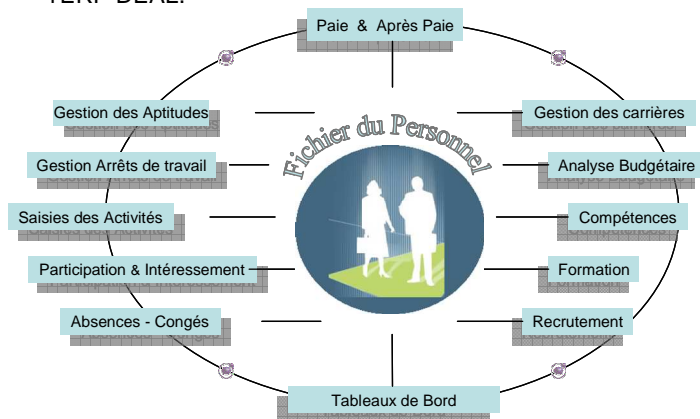 Paie & Après Paie
Gestion des Aptitudes
Gestion des carrières
Fichier du Personnel
Gestion Arrêts de travail
Analyse Budgétaire
Saisies des Activités
Compétences
Participation & Intéressement
Formation
Absences - Congés
Recrutement
Tableaux de Bord